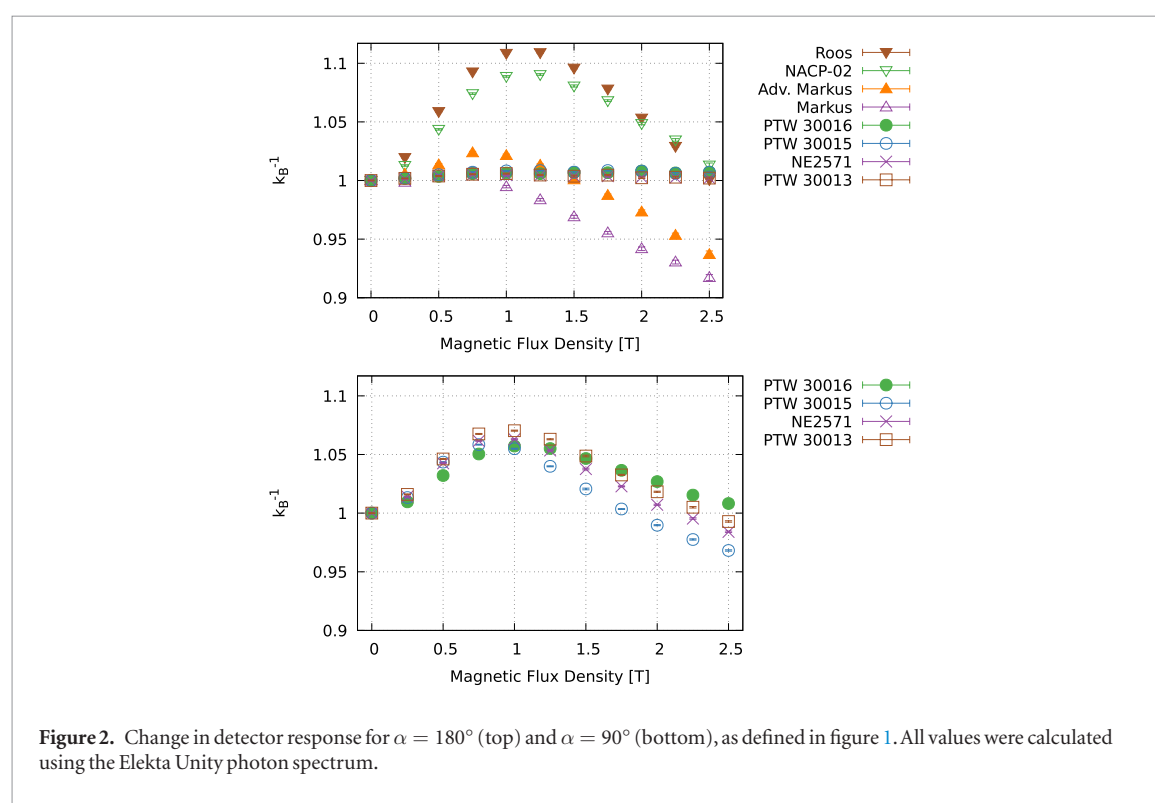 Roos
NACP-02
Adv. Markus
Markus
PTW 30016
PTW 30015
NE2571
PTW 30013
1.1
1.05
1
0.95
0.9
k_B^-1
0 0.5 1 1.5 2 2.5
Magnetic Flux Density [T]
PTW 30016
PTW 30015
NE2571
PTW 30013
1.1
1.05
1
0.95
0.9
k_B^-1
0 0.5 1 1.5 2 2.5
Magnetic Flux Density [T]
Figure 2. Change in detector response for α = 180° (top) and α = 90° (bottom), as defined in figure 1. All values were calculated
using the Elekta Unity photon spectrum.